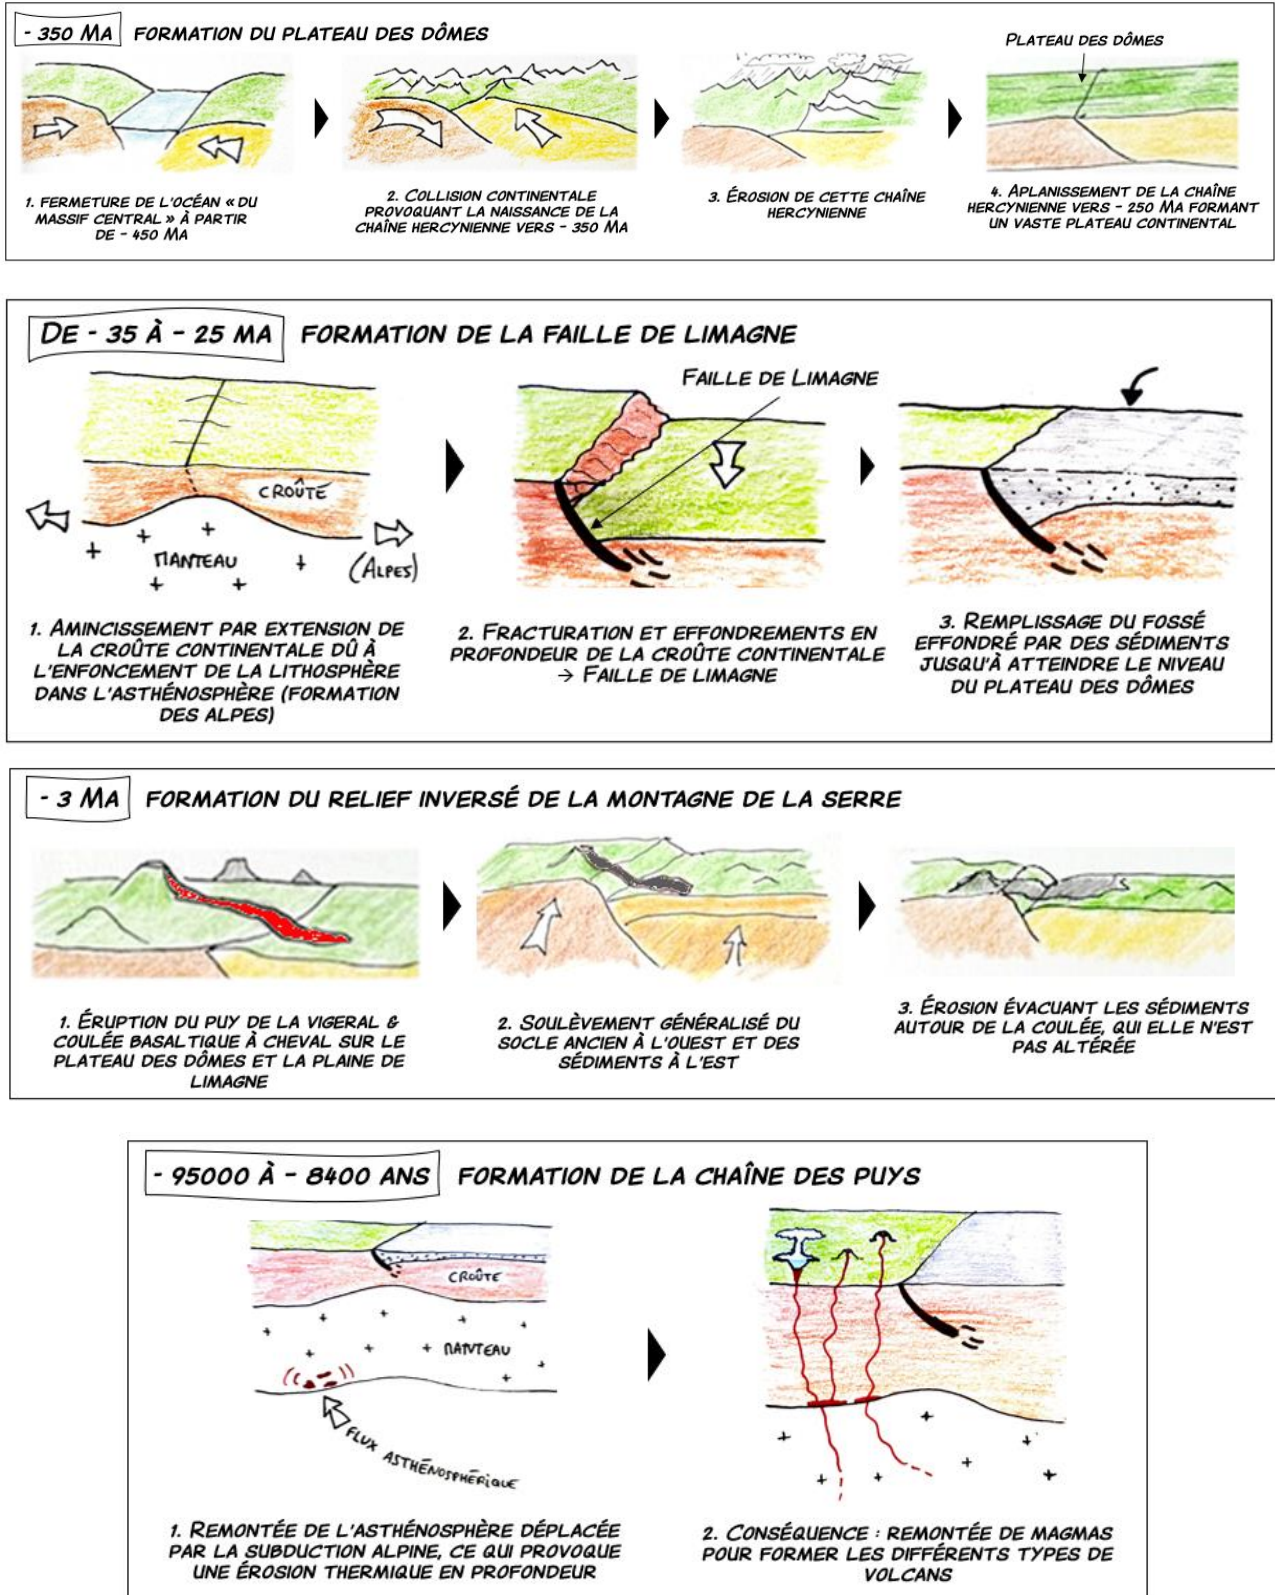 - 350 MA FORMATION DU PLATEAU DES DÔMES
PLATEAU DES DÔMES
1. FERMETURE DE L'OCÉAN « DU
MASSIF CENTRAL » À PARTIR
DE - 450 MA
2. COLLISION CONTINENTALE
PROVOQUANT LA NAISSANCE DE LA
CHAÎNE HERCYNIENNE VERS - 350 MA
3. ÉROSION DE CETTE CHAÎNE
HERCYNIENNE
4. APLANISSEMENT DE LA CHAÎNE
HERCYNIENNE VERS - 250 MA FORMANT
UN VASTE PLATEAU CONTINENTAL
DE - 35 À - 25 MA FORMATION DE LA FAILLE DE LIMAGNE
FAILLE DE LIMAGNE
CROÛTE
MANTEAU
(ALPES)
1. AMINCISSEMENT PAR EXTENSION DE
LA CROÛTE CONTINENTALE DÛ À
L'ENFONCEMENT DE LA LITHOSPHÈRE
DANS L'ASTHÉNOSPHÈRE (FORMATION
DES ALPES)
2. FRACTURATION ET EFFONDREMENTS EN
PROFONDEUR DE LA CROÛTE CONTINENTALE
→ FAILLE DE LIMAGNE
3. REMPLISSAGE DU FOSSÉ
EFFONDRÉ PAR DES SÉDIMENTS
JUSQU'À ATTEINDRE LE NIVEAU
DU PLATEAU DES DÔMES
- 3 MA FORMATION DU RELIEF INVERSÉ DE LA MONTAGNE DE LA SERRE
1. ÉRUPTION DU PUY DE LA VIGERAL &
COULÉE BASALTIQUE À CHEVAL SUR LE
PLATEAU DES DÔMES ET LA PLAINE DE
LIMAGNE
2. SOULÈVEMENT GÉNÉRALISÉ DU
SOCLE ANCIEN À L'OUEST ET DES
SÉDIMENTS À L'EST
3. ÉROSION ÉVACUANT LES SÉDIMENTS
AUTOUR DE LA COULÉE, QUI ELLE N'EST
PAS ALTÉRÉE
- 95000 À - 8400 ANS FORMATION DE LA CHAÎNE DES PUYS
CROÛTE
MANTEAU
FLUX ASTHÉNOSPHÉRIQUE
1. REMONTÉE DE L'ASTHÉNOSPHÈRE DÉPLACÉE
PAR LA SUBDUCTION ALPINE, CE QUI PROVOQUE
UNE ÉROSION THERMIQUE EN PROFONDEUR
2. CONSÉQUENCE : REMONTÉE DE MAGMAS
POUR FORMER LES DIFFÉRENTS TYPES DE
VOLCANS